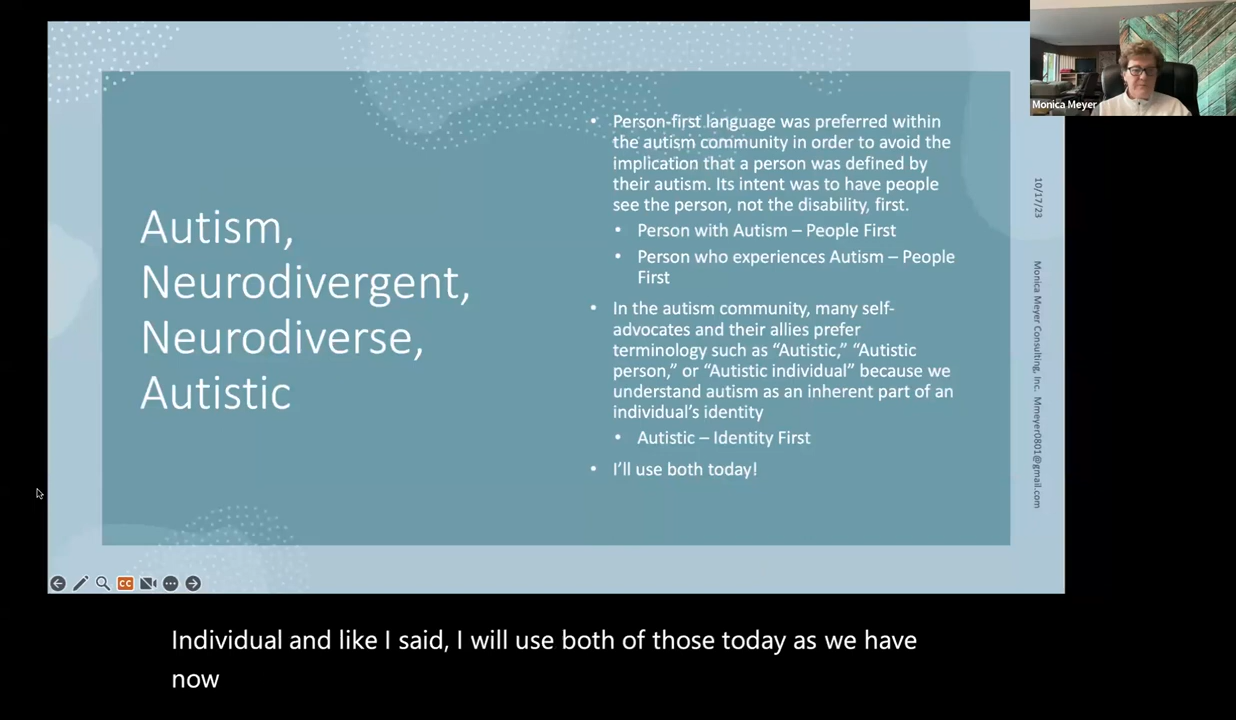 Autism,
Neurodivergent,
Neurodiverse,
Autistic
• Person-first language was preferred within
the autism community in order to avoid the
implication that a person was defined by
their autism. Its intent was to have people
see the person, not the disability, first.
• Person with Autism – People First
• Person who experiences Autism – People
First
• In the autism community, many self-
advocates and their allies prefer
terminology such as “Autistic,” “Autistic
person,” or “Autistic individual” because we
understand autism as an inherent part of an
individual’s identity
• Autistic – Identity First
• I’ll use both today!
10/17/23
Monica Meyer Consulting, Inc. Mmeyer0801@gmail.com
Monica Meyer
CC
Individual and like I said, I will use both of those today as we have
now